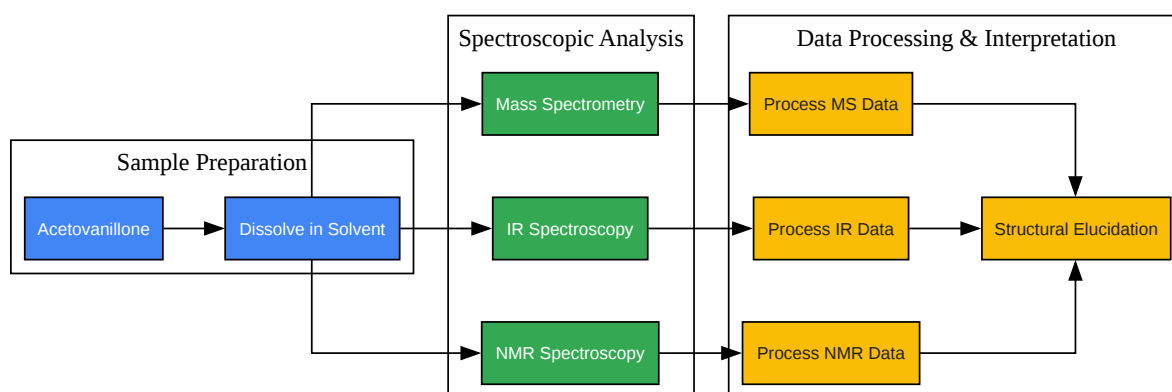 Spectroscopic Analysis
Data Processing & Interpretation
Mass Spectrometry
Process MS Data
Sample Preparation
Acetovanillone
Dissolve in Solvent
IR Spectroscopy
Process IR Data
Structural Elucidation
NMR Spectroscopy
Process NMR Data